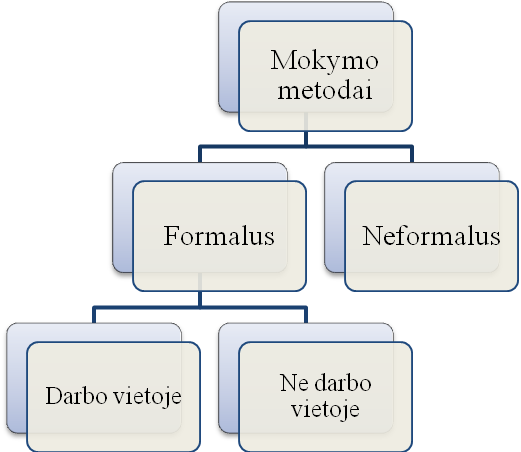 Mokymo
metodai
Formalus
Neformalus
Darbo vietoje
Ne darbo
vietoje